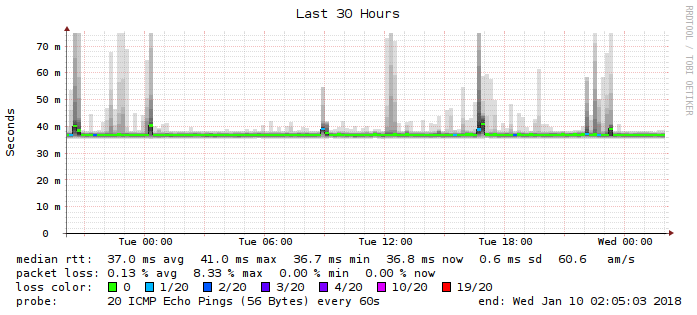 Last 30 Hours
RRDTOOL / TOBI OETIKER
Seconds
70 m
60 m
50 m
40 m
30 m
20 m
10 m
0
Tue 00:00 Tue 06:00 Tue 12:00 Tue 18:00 Wed 00:00
median rtt: 37.0 ms avg 41.0 ms max 36.7 ms min 36.8 ms now 0.6 ms sd 60.6 am/s
packet loss: 0.13 % avg 8.33 % max 0.00 % min 0.00 % now
loss color: 0 1/20 2/20 3/20 4/20 10/20 19/20
probe: 20 ICMP Echo Pings (56 Bytes) every 60s end: Wed Jan 10 02:05:03 2018